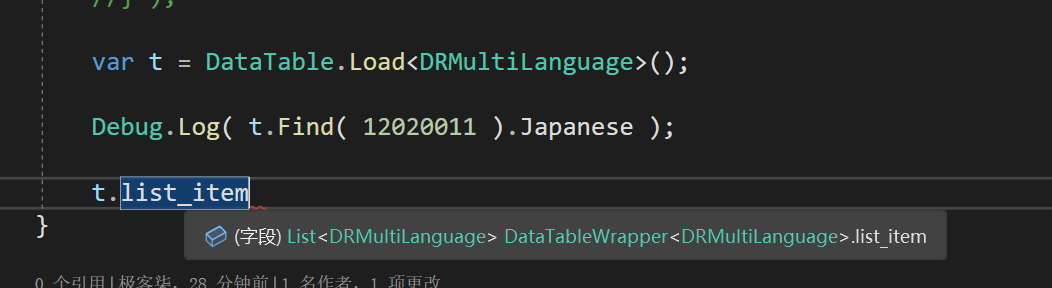 //} );
var t = DataTable.Load<DRMultiLanguage>();
Debug.Log( t.Find( 12020011 ).Japanese );
t.list_item
}
(字段) List<DRMultiLanguage> DataTableWrapper<DRMultiLanguage>.list_item
0 个引用|极客柒，28 分钟前|1 名作者，1 项更改